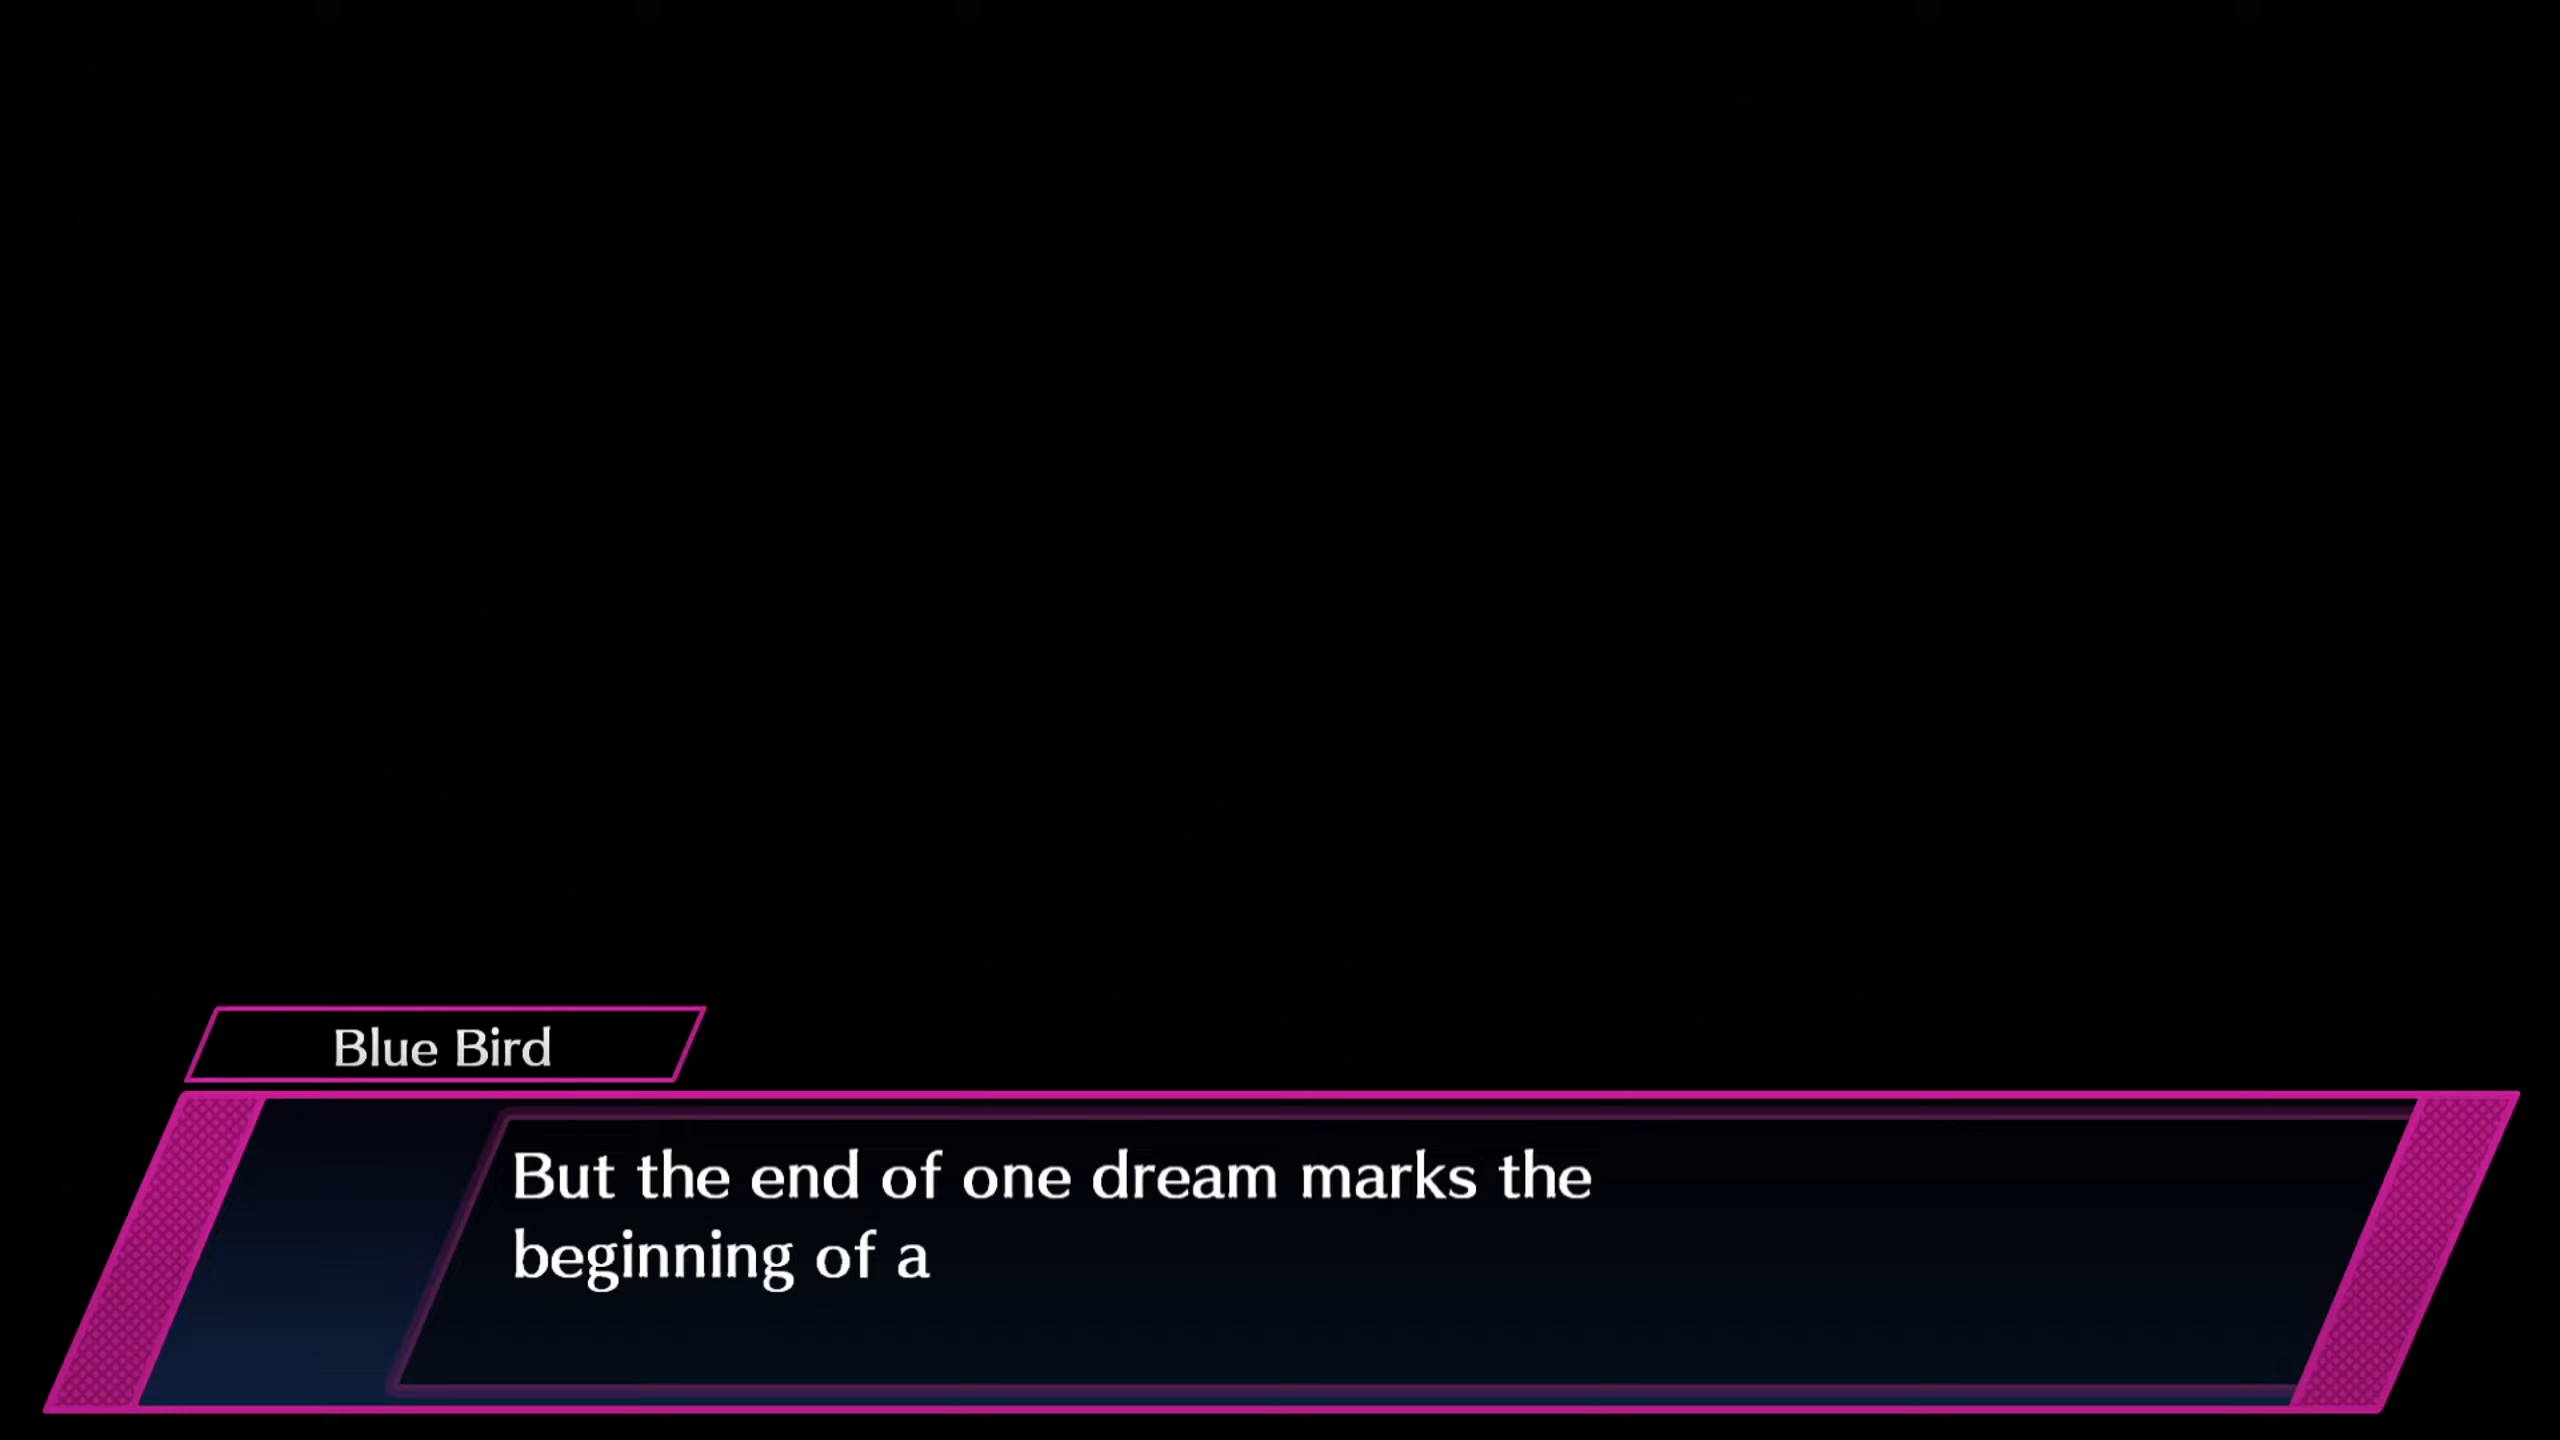 Blue Bird
But the end of one dream marks the
beginning of a